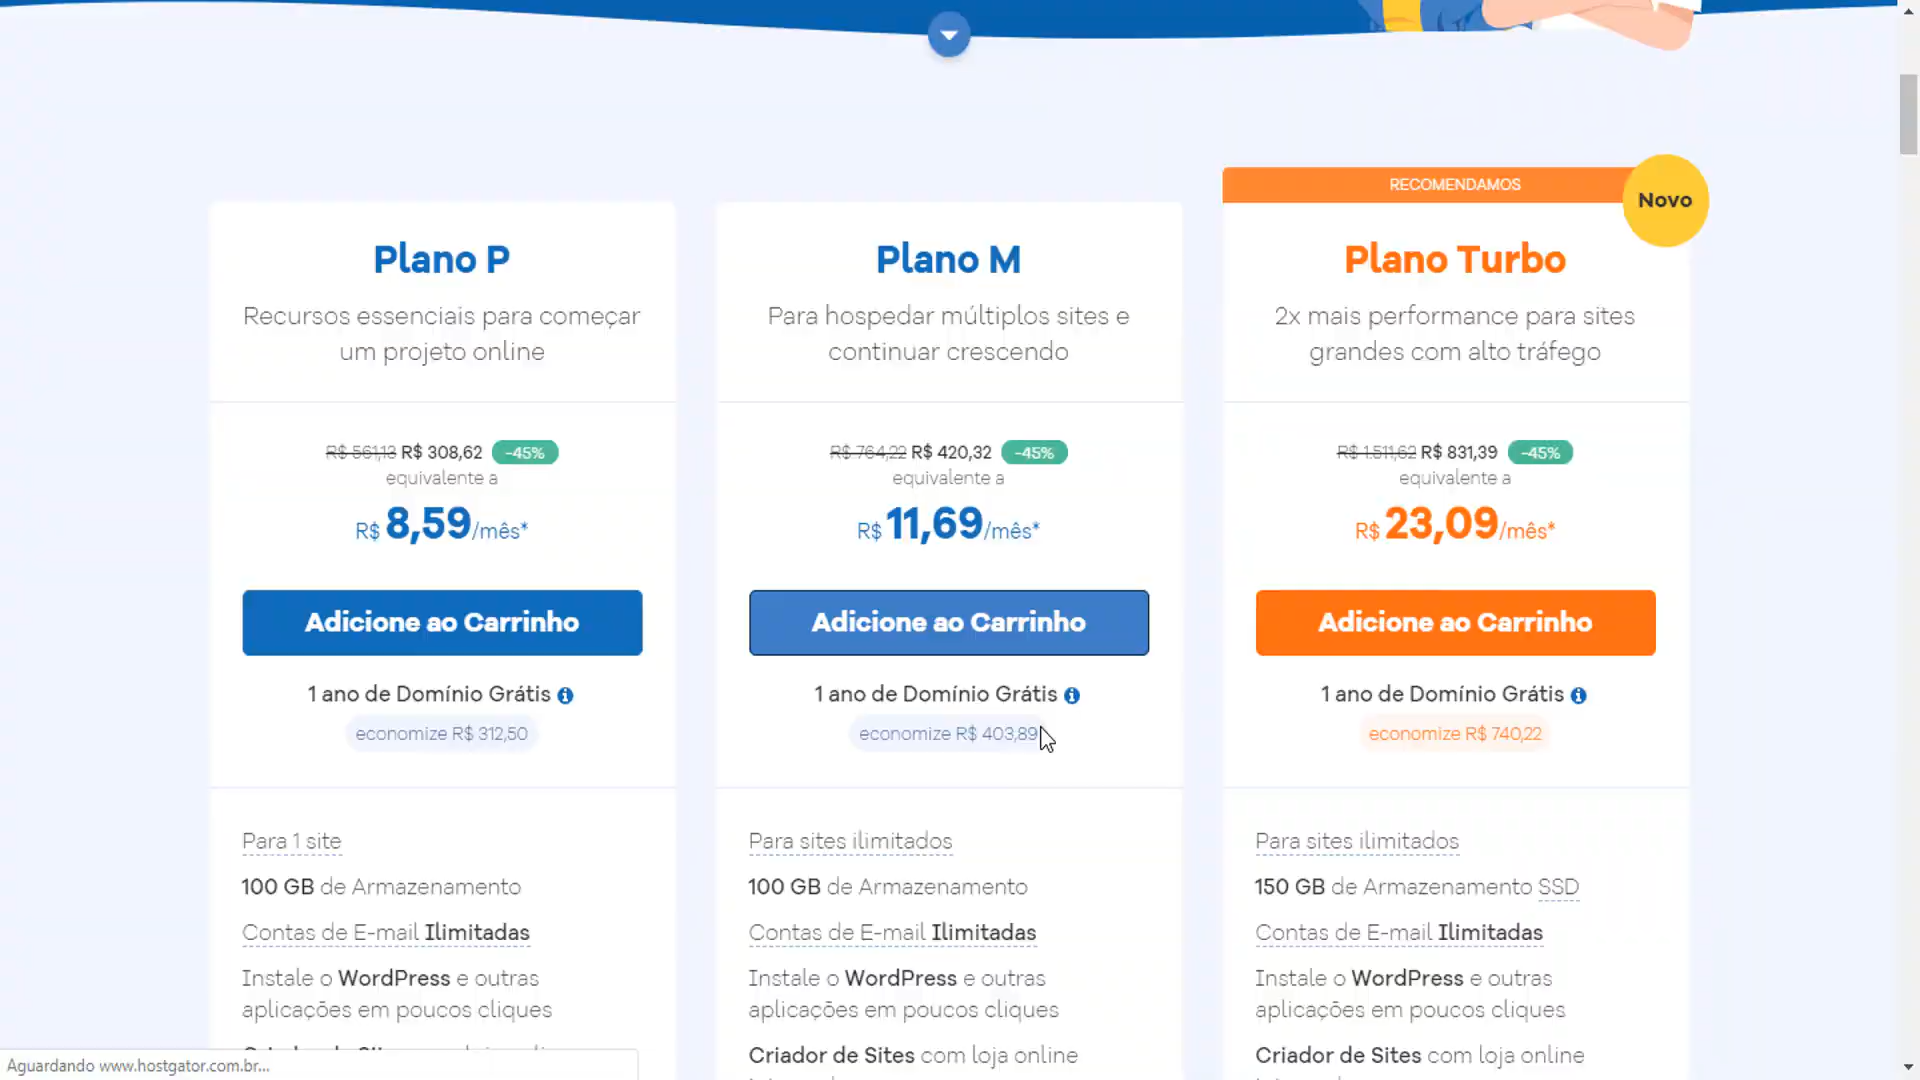 RECOMENDAMOS
Novo
Plano P
Recursos essenciais para começar
um projeto online
R$ 561,13 R$ 308,62 -45%
equivalente a
R$ 8,59/mês*
Adicione ao Carrinho
1 ano de Domínio Grátis
economize R$ 312,50
Para 1 site
100 GB de Armazenamento
Contas de E-mail Ilimitadas
Instale o WordPress e outras
aplicações em poucos cliques
Plano M
Para hospedar múltiplos sites e
continuar crescendo
R$ 764,22 R$ 420,32 -45%
equivalente a
R$ 11,69/mês*
Adicione ao Carrinho
1 ano de Domínio Grátis
economize R$ 403,89
Para sites ilimitados
100 GB de Armazenamento
Contas de E-mail Ilimitadas
Instale o WordPress e outras
aplicações em poucos cliques
Criador de Sites com loja online
Plano Turbo
2x mais performance para sites
grandes com alto tráfego
R$ 1.511,62 R$ 831,39 -45%
equivalente a
R$ 23,09/mês*
Adicione ao Carrinho
1 ano de Domínio Grátis
economize R$ 740,22
Para sites ilimitados
150 GB de Armazenamento SSD
Contas de E-mail Ilimitadas
Instale o WordPress e outras
aplicações em poucos cliques
Criador de Sites com loja online
Aguardando www.hostgator.com.br...